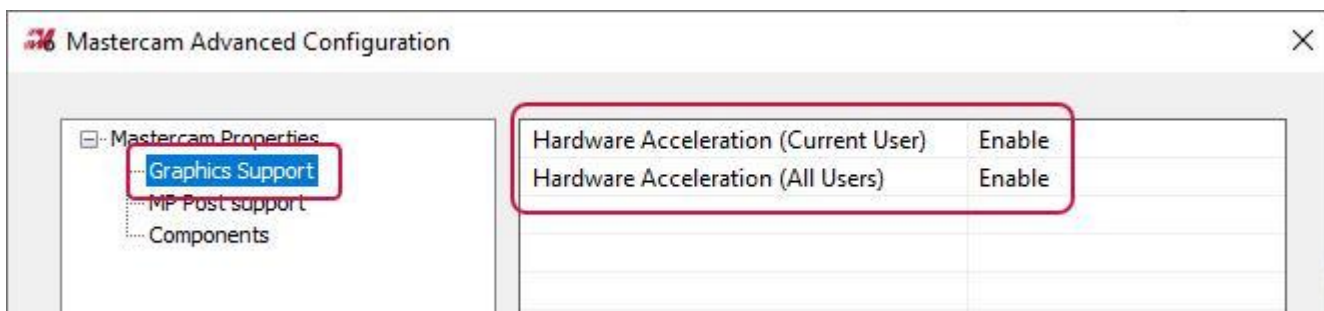 Mastercam Advanced Configuration
Mastercam Properties
Graphics Support
MP Post support
Components
Hardware Acceleration (Current User) Enable
Hardware Acceleration (All Users) Enable